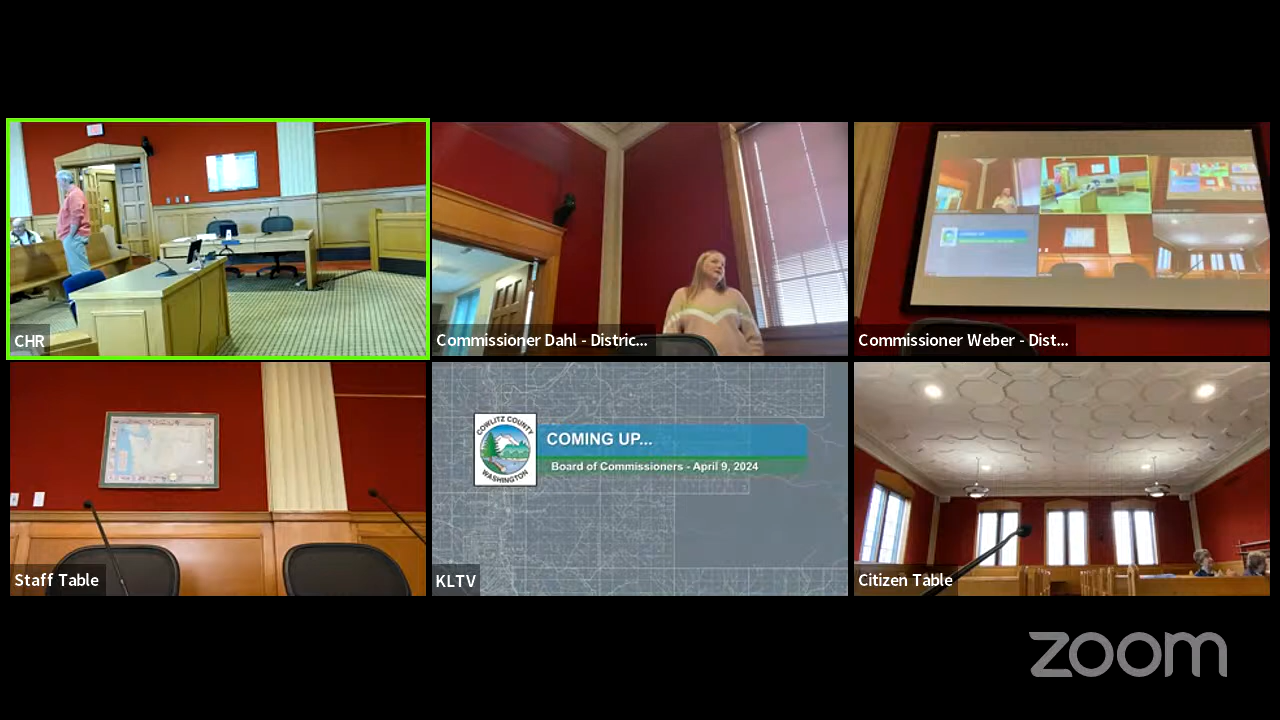 CHR
Commissioner Dahl - Distric...
Commissioner Weber - Dist...
Staff Table
COWLITZ COUNTY
WASHINGTON
COMING UP...
Board of Commissioners - April 9, 2024
KLTV
Citizen Table
zoom